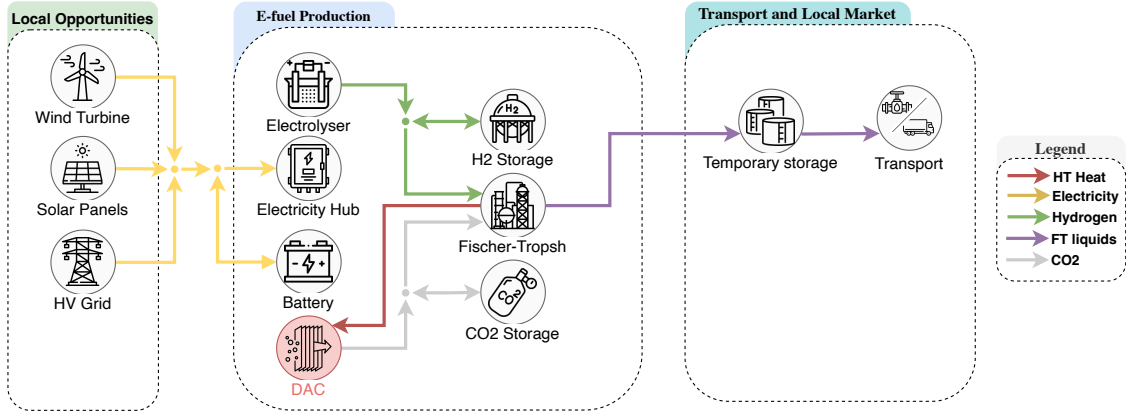 Local Opportunities
Wind Turbine
Solar Panels
HV Grid
E-fuel Production
Electrolyser
H2
H2 Storage
Electricity Hub
Fischer-Tropsh
Battery
CO2
CO2 Storage
DAC
Transport and Local Market
Temporary storage
Transport
Legend
HT Heat
Electricity
Hydrogen
FT liquids
CO2